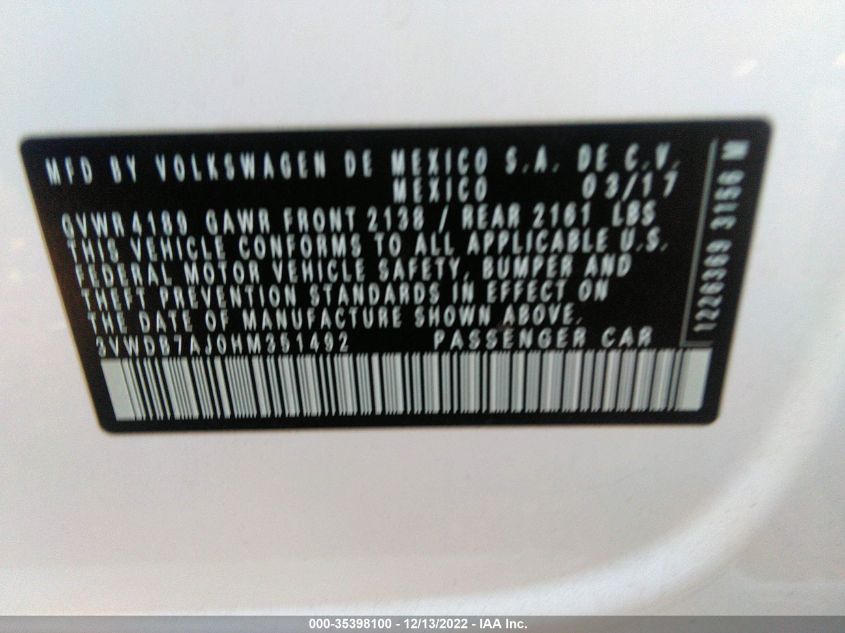 MFD BY VOLKSWAGEN DE MEXICO S.A. DE C.V.
MEXICO 03/17
GVWR 4189 GAWR FRONT 2138 / REAR 2161 LBS
THIS VEHICLE CONFORMS TO ALL APPLICABLE U.S.
FEDERAL MOTOR VEHICLE SAFETY, BUMPER AND
THEFT PREVENTION STANDARDS IN EFFECT ON
THE DATE OF MANUFACTURE SHOWN ABOVE.
3VWDB7AJ0HM351492 PASSENGER CAR
1226369 3156 M
000-35398100 - 12/13/2022 - IAA Inc.